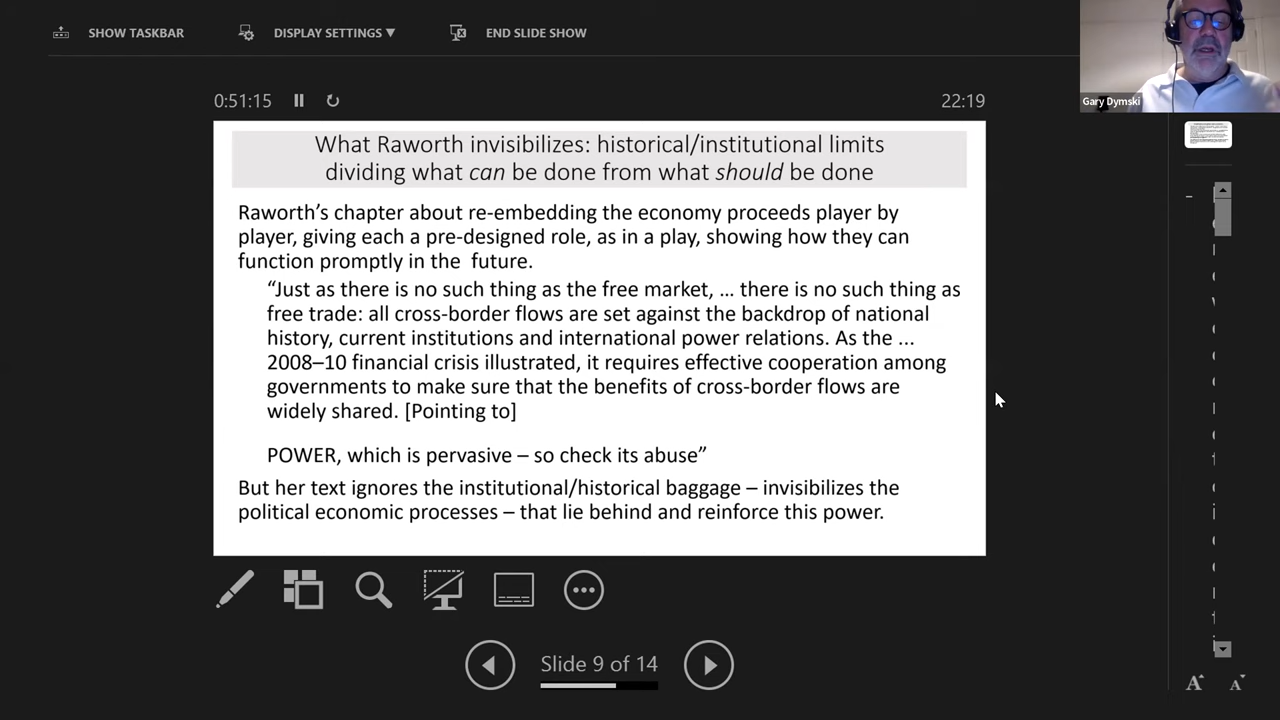 SHOW TASKBAR
DISPLAY SETTINGS ▼
END SLIDE SHOW
Gary Dymski
0:51:15
22:19
What Raworth invisibilizes: historical/institutional limits
dividing what can be done from what should be done
Raworth's chapter about re-embedding the economy proceeds player by
player, giving each a pre-designed role, as in a play, showing how they can
function promptly in the  future.
“Just as there is no such thing as the free market, … there is no such thing as
free trade: all cross-border flows are set against the backdrop of national
history, current institutions and international power relations. As the ...
2008–10 financial crisis illustrated, it requires effective cooperation among
governments to make sure that the benefits of cross-border flows are
widely shared. [Pointing to]
POWER, which is pervasive – so check its abuse”
But her text ignores the institutional/historical baggage – invisibilizes the
political economic processes – that lie behind and reinforce this power.
Slide 9 of 14
A A